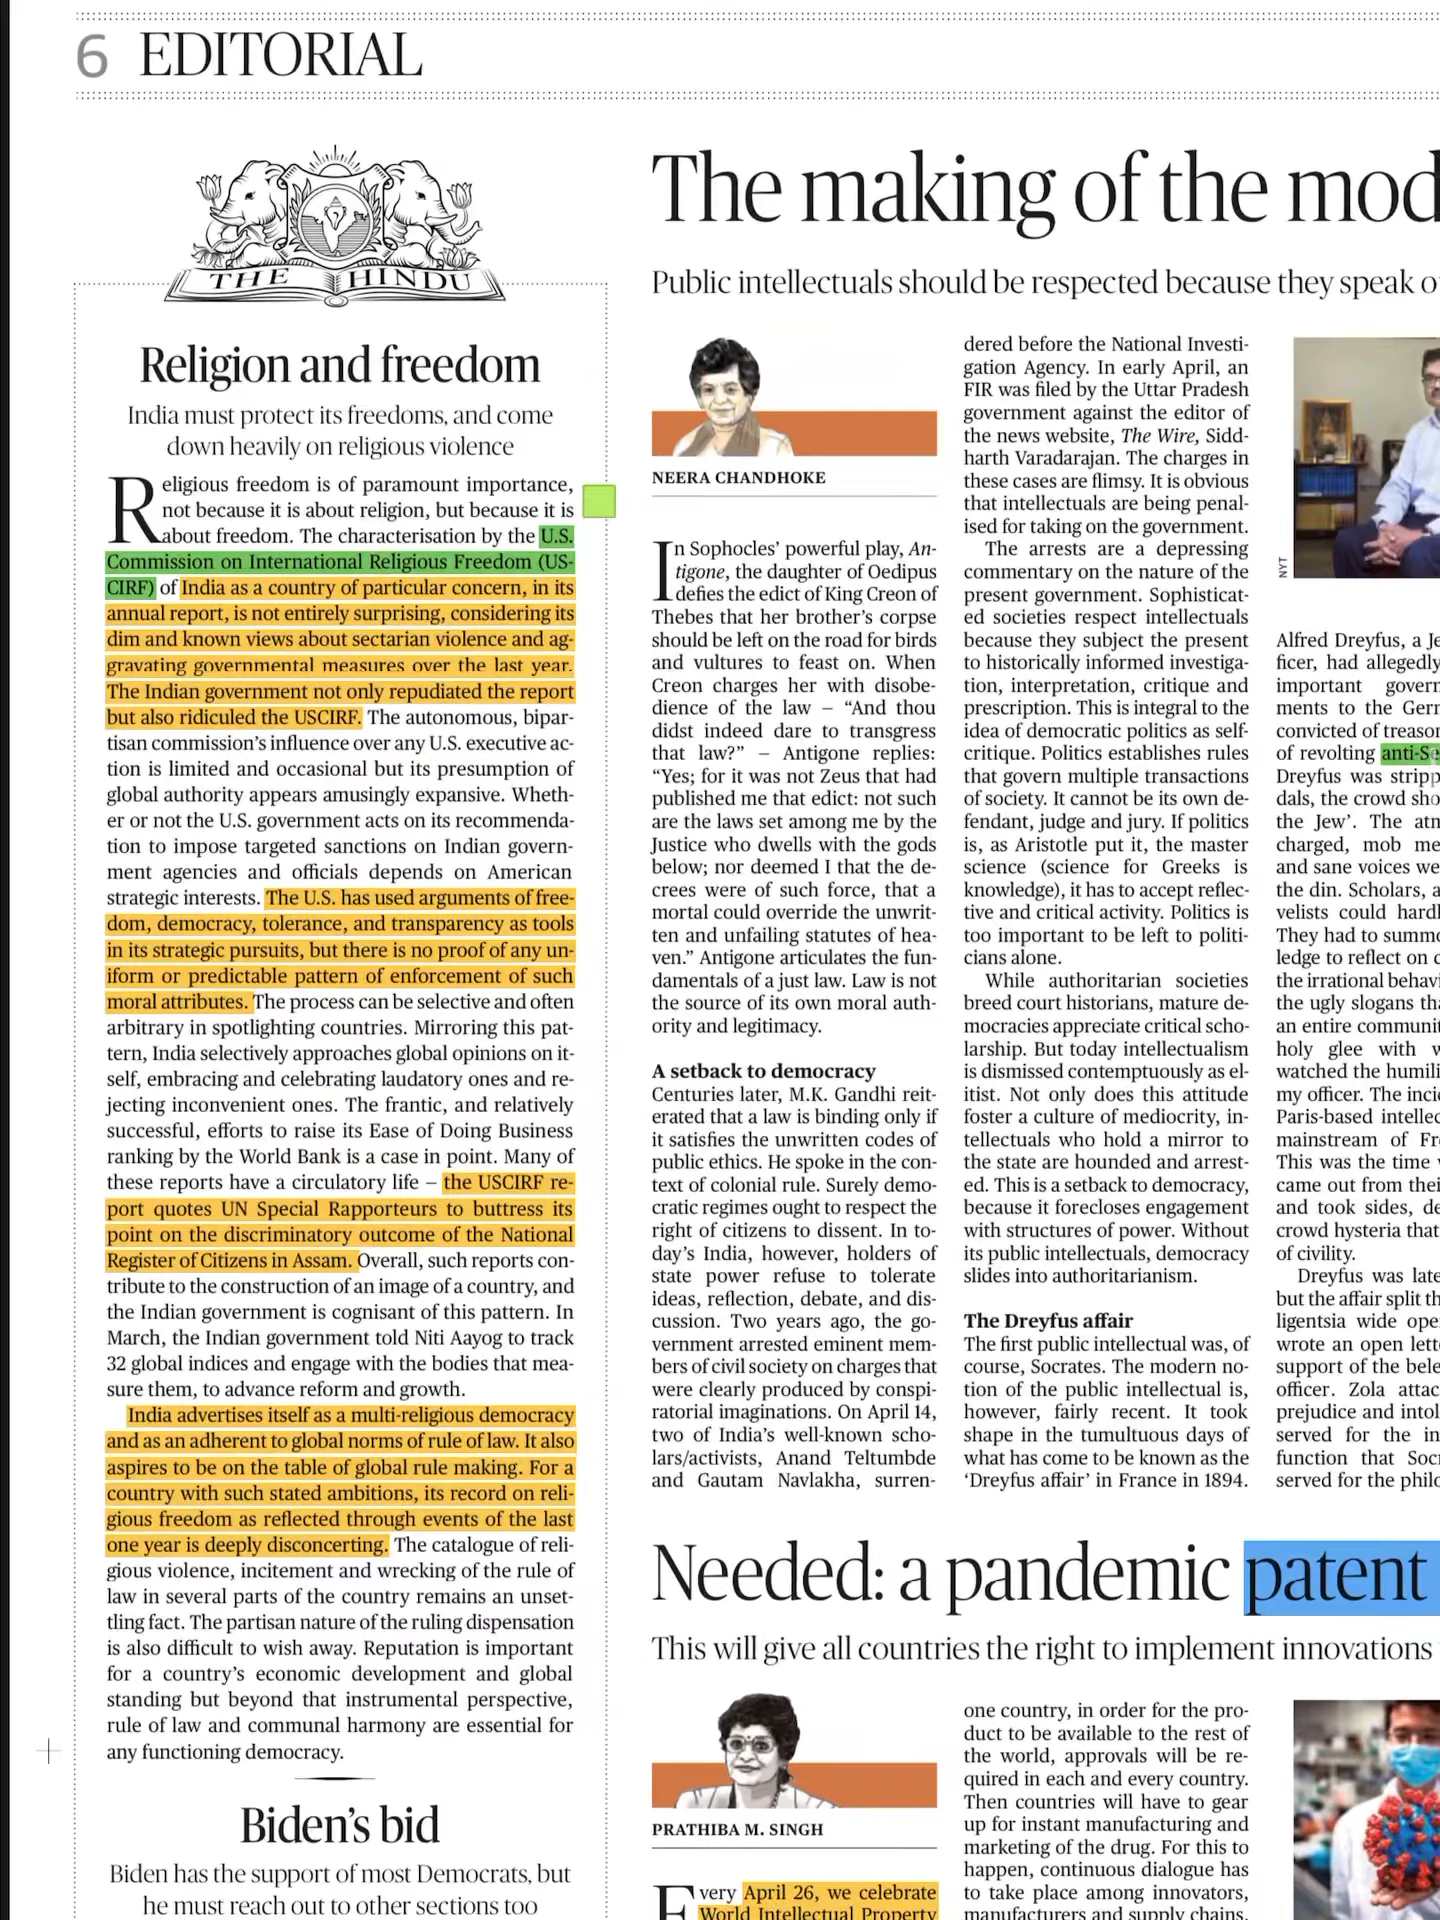 6 EDITORIAL
THE HINDU
Religion and freedom
India must protect its freedoms, and come
down heavily on religious violence
Religious freedom is of paramount importance,
not because it is about religion, but because it is
about freedom. The characterisation by the U.S.
Commission on International Religious Freedom (US-
CIRF) of India as a country of particular concern, in its
annual report, is not entirely surprising, considering its
dim and known views about sectarian violence and ag-
gravating governmental measures over the last year.
The Indian government not only repudiated the report
but also ridiculed the USCIRF. The autonomous, bipar-
tisan commission's influence over any U.S. executive ac-
tion is limited and occasional but its presumption of
global authority appears amusingly expansive. Wheth-
er or not the U.S. government acts on its recommenda-
tion to impose targeted sanctions on Indian govern-
ment agencies and officials depends on American
strategic interests. The U.S. has used arguments of free-
dom, democracy, tolerance, and transparency as tools
in its strategic pursuits, but there is no proof of any un-
iform or predictable pattern of enforcement of such
moral attributes. The process can be selective and often
arbitrary in spotlighting countries. Mirroring this pat-
tern, India selectively approaches global opinions on it-
self, embracing and celebrating laudatory ones and re-
jecting inconvenient ones. The frantic, and relatively
successful, efforts to raise its Ease of Doing Business
ranking by the World Bank is a case in point. Many of
these reports have a circulatory life – the USCIRF re-
port quotes UN Special Rapporteurs to buttress its
point on the discriminatory outcome of the National
Register of Citizens in Assam. Overall, such reports con-
tribute to the construction of an image of a country, and
the Indian government is cognisant of this pattern. In
March, the Indian government told Niti Aayog to track
32 global indices and engage with the bodies that mea-
sure them, to advance reform and growth.
India advertises itself as a multi-religious democracy
and as an adherent to global norms of rule of law. It also
aspires to be on the table of global rule making. For a
country with such stated ambitions, its record on reli-
gious freedom as reflected through events of the last
one year is deeply disconcerting. The catalogue of reli-
gious violence, incitement and wrecking of the rule of
law in several parts of the country remains an unset-
tling fact. The partisan nature of the ruling dispensation
is also difficult to wish away. Reputation is important
for a country's economic development and global
standing but beyond that instrumental perspective,
rule of law and communal harmony are essential for
any functioning democracy.
Biden's bid
Biden has the support of most Democrats, but
he must reach out to other sections too
The making of the mod
Public intellectuals should be respected because they speak o
NEERA CHANDHOKE
In Sophocles' powerful play, An-
tigone, the daughter of Oedipus
defies the edict of King Creon of
Thebes that her brother's corpse
should be left on the road for birds
and vultures to feast on. When
Creon charges her with disobe-
dience of the law – “And thou
didst indeed dare to transgress
that law?” – Antigone replies:
“Yes; for it was not Zeus that had
published me that edict: not such
are the laws set among me by the
Justice who dwells with the gods
below; nor deemed I that the de-
crees were of such force, that a
mortal could override the unwrit-
ten and unfailing statutes of hea-
ven.” Antigone articulates the fun-
damentals of a just law. Law is not
the source of its own moral auth-
ority and legitimacy.
A setback to democracy
Centuries later, M.K. Gandhi reit-
erated that a law is binding only if
it satisfies the unwritten codes of
public ethics. He spoke in the con-
text of colonial rule. Surely demo-
cratic regimes ought to respect the
right of citizens to dissent. In to-
day's India, however, holders of
state power refuse to tolerate
ideas, reflection, debate, and dis-
cussion. Two years ago, the go-
vernment arrested eminent mem-
bers of civil society on charges that
were clearly produced by conspi-
ratorial imaginations. On April 14,
two of India's well-known scho-
lars/activists, Anand Teltumbde
and Gautam Navlakha, surren-
dered before the National Investi-
gation Agency. In early April, an
FIR was filed by the Uttar Pradesh
government against the editor of
the news website, The Wire, Sidd-
harth Varadarajan. The charges in
these cases are flimsy. It is obvious
that intellectuals are being penal-
ised for taking on the government.
The arrests are a depressing
commentary on the nature of the
present government. Sophisticat-
ed societies respect intellectuals
because they subject the present
to historically informed investiga-
tion, interpretation, critique and
prescription. This is integral to the
idea of democratic politics as self-
critique. Politics establishes rules
that govern multiple transactions
of society. It cannot be its own de-
fendant, judge and jury. If politics
is, as Aristotle put it, the master
science (science for Greeks is
knowledge), it has to accept reflec-
tive and critical activity. Politics is
too important to be left to politi-
cians alone.
While authoritarian societies
breed court historians, mature de-
mocracies appreciate critical scho-
larship. But today intellectualism
is dismissed contemptuously as el-
itist. Not only does this attitude
foster a culture of mediocrity, in-
tellectuals who hold a mirror to
the state are hounded and arrest-
ed. This is a setback to democracy,
because it forecloses engagement
with structures of power. Without
its public intellectuals, democracy
slides into authoritarianism.
The Dreyfus affair
The first public intellectual was, of
course, Socrates. The modern no-
tion of the public intellectual is,
however, fairly recent. It took
shape in the tumultuous days of
what has come to be known as the
‘Dreyfus affair’ in France in 1894.
NYT
Alfred Dreyfus, a Je
ficer, had allegedly
important govern
ments to the Gern
convicted of treason
of revolting anti-Se
Dreyfus was stripp
dals, the crowd sho
the Jew’. The atn
charged, mob me
and sane voices we
the din. Scholars, a
velists could hardl
They had to summo
ledge to reflect on c
the irrational behavi
the ugly slogans tha
an entire communit
holy glee with w
watched the humili
my officer. The inci
Paris-based intellec
mainstream of Fr
This was the time w
came out from thei
and took sides, de
crowd hysteria that
of civility.
Dreyfus was late
but the affair split th
ligentsia wide ope
wrote an open lett
support of the bele
officer. Zola attac
prejudice and intol
served for the in
function that Soc
served for the philo
Needed: a pandemic patent
This will give all countries the right to implement innovations
PRATHIBA M. SINGH
Every April 26, we celebrate
World Intellectual Property
one country, in order for the pro-
duct to be available to the rest of
the world, approvals will be re-
quired in each and every country.
Then countries will have to gear
up for instant manufacturing and
marketing of the drug. For this to
happen, continuous dialogue has
to take place among innovators,
manufacturers and supply chains.